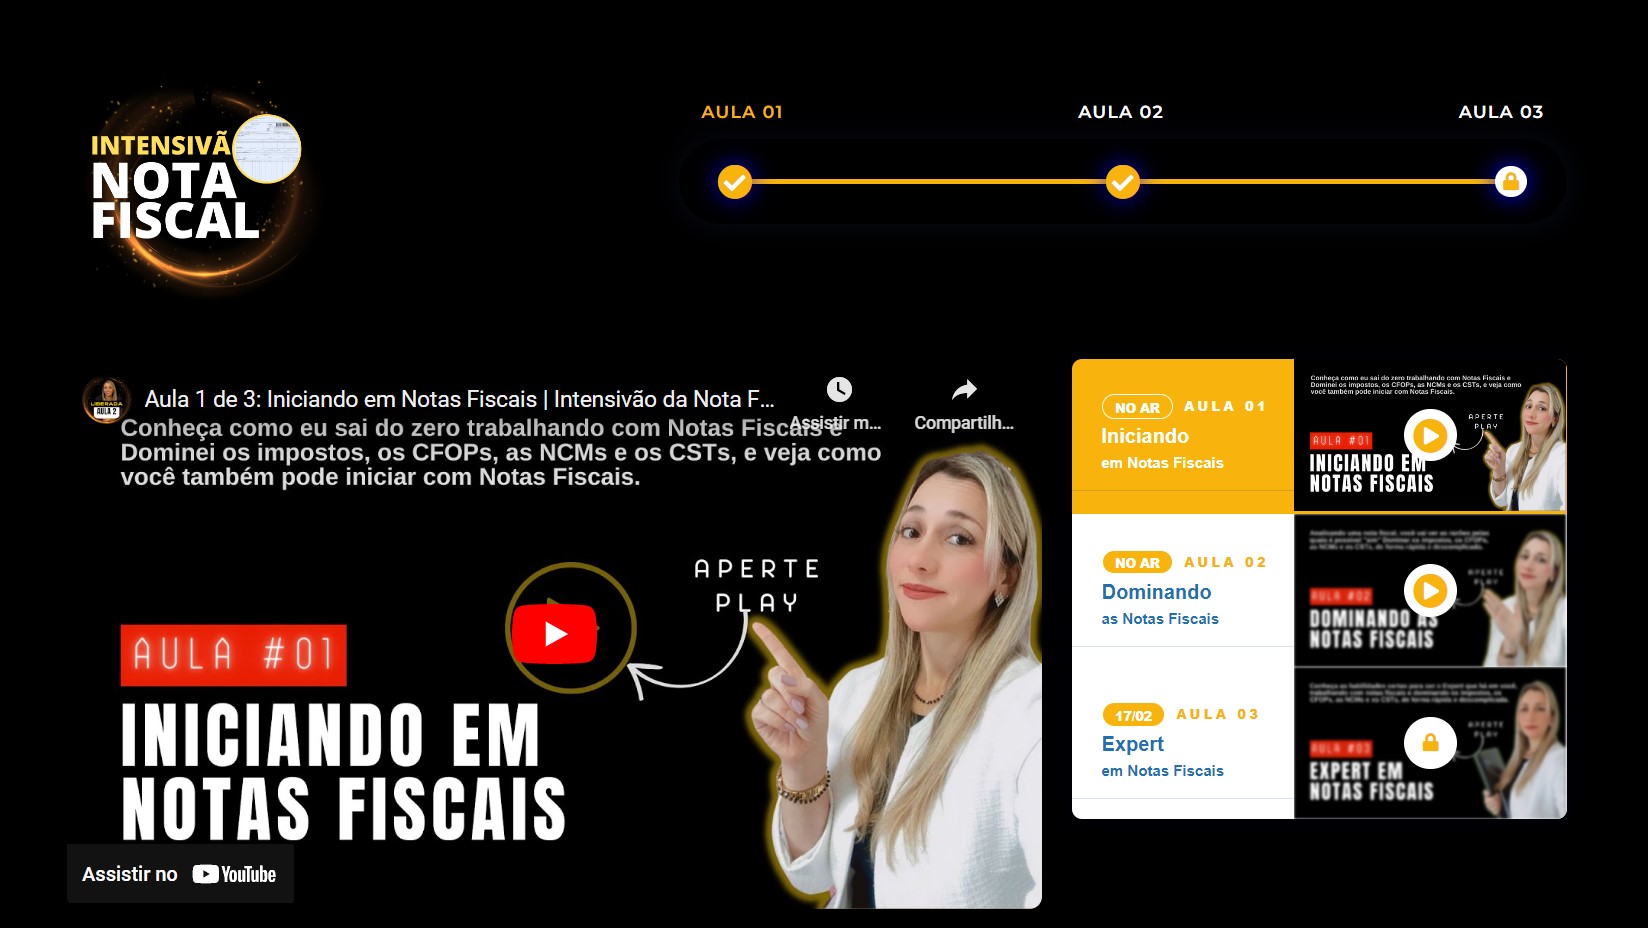 INTENSIVÃ
NOTA
FISCAL
AULA 01
AULA 02
AULA 03
Aula 1 de 3: Iniciando em Notas Fiscais | Intensivão da Nota F...
Assistir m...
Compartilh...
Conheça como eu sai do zero trabalhando com Notas Fiscais e
Dominei os impostos, os CFOPs, as NCMs e os CSTs, e veja como
você também pode iniciar com Notas Fiscais.
APERTE
PLAY
AULA #01
INICIANDO EM
NOTAS FISCAIS
Assistir no YouTube
LIBERADA
AULA 2
NO AR AULA 01
Iniciando
em Notas Fiscais
Conheça como eu sai do zero trabalhando com Notas Fiscais e
Dominei os impostos, os CFOPs, as NCMs e os CSTs, e veja como
você também pode iniciar com Notas Fiscais.
APERTE
PLAY
AULA #01
INICIANDO EM
NOTAS FISCAIS
NO AR AULA 02
Dominando
as Notas Fiscais
APERTE
PLAY
AULA #02
DOMINANDO AS
NOTAS FISCAIS
17/02 AULA 03
Expert
em Notas Fiscais
APERTE
PLAY
AULA #03
EXPERT EM
NOTAS FISCAIS